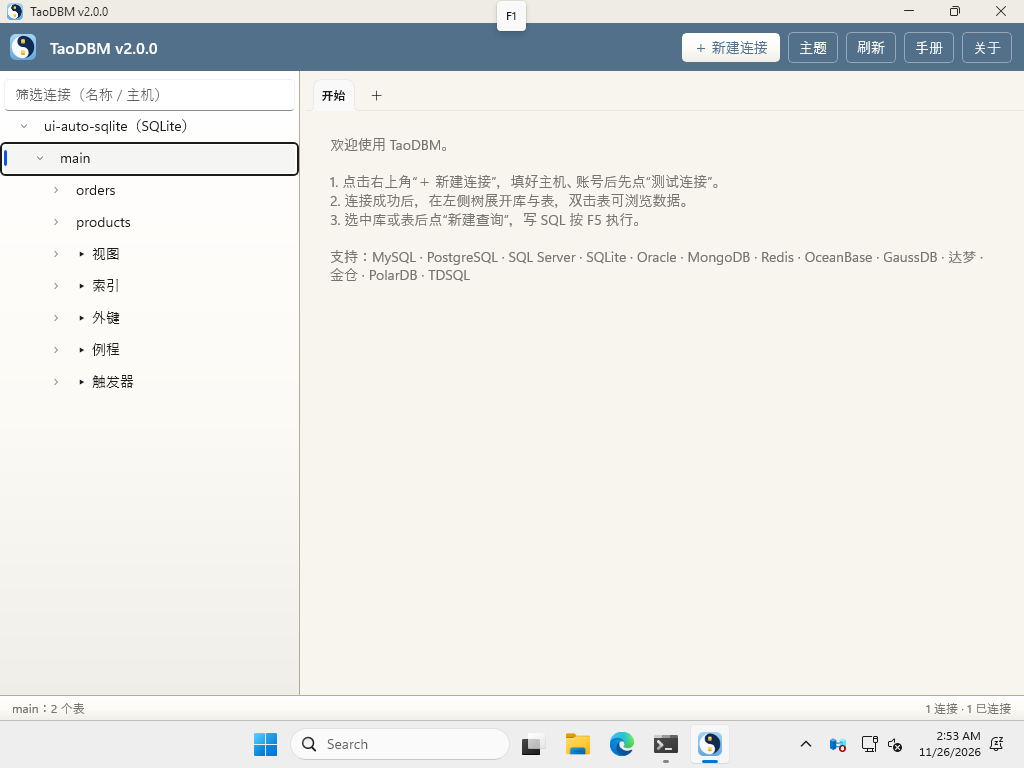 TaoDBM v2.0.0
F1
TaoDBM v2.0.0
＋ 新建连接
主题
刷新
手册
关于
筛选连接（名称 / 主机）
ui-auto-sqlite（SQLite）
main
orders
products
视图
索引
外键
例程
触发器
开始
欢迎使用 TaoDBM。
1. 点击右上角“＋ 新建连接”，填好主机、账号后先点“测试连接”。
2. 连接成功后，在左侧树展开库与表，双击表可浏览数据。
3. 选中库或表后点“新建查询”，写 SQL 按 F5 执行。
支持：MySQL · PostgreSQL · SQL Server · SQLite · Oracle · MongoDB · Redis · OceanBase · GaussDB · 达梦 ·
金仓 · PolarDB · TDSQL
main：2 个表
1 连接 · 1 已连接
Search
2:53 AM
11/26/2026